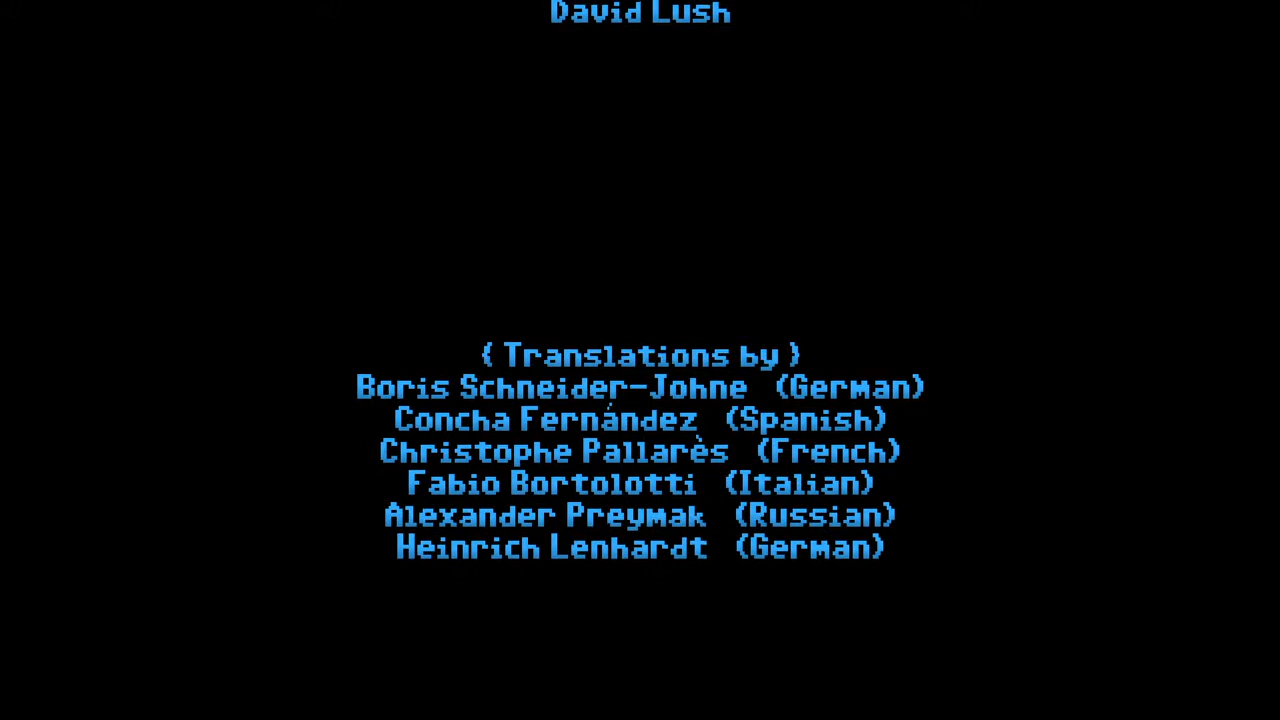 David Lush
{ Translations by }
Boris Schneider-Johne (German)
Concha Fernández (Spanish)
Christophe Pallarès (French)
Fabio Bortolotti (Italian)
Alexander Preymak (Russian)
Heinrich Lenhardt (German)